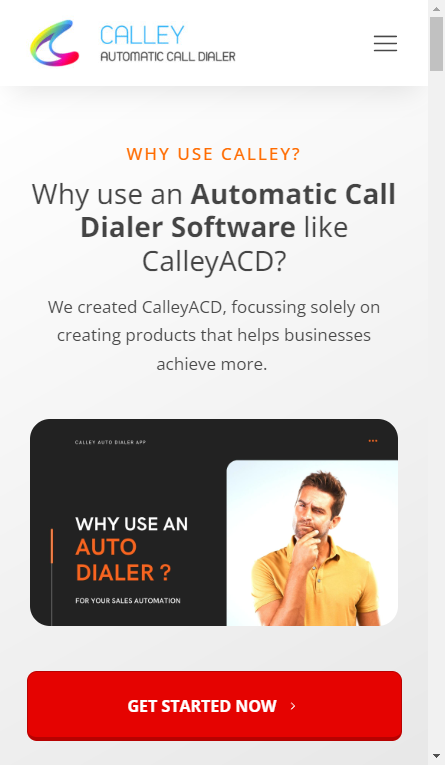 CALLEY
AUTOMATIC CALL DIALER
WHY USE CALLEY?
Why use an Automatic Call
Dialer Software like
CalleyACD?
We created CalleyACD, focussing solely on
creating products that helps businesses
achieve more.
CALLEY AUTO DIALER APP
WHY USE AN
AUTO
DIALER ?
FOR YOUR SALES AUTOMATION
GET STARTED NOW